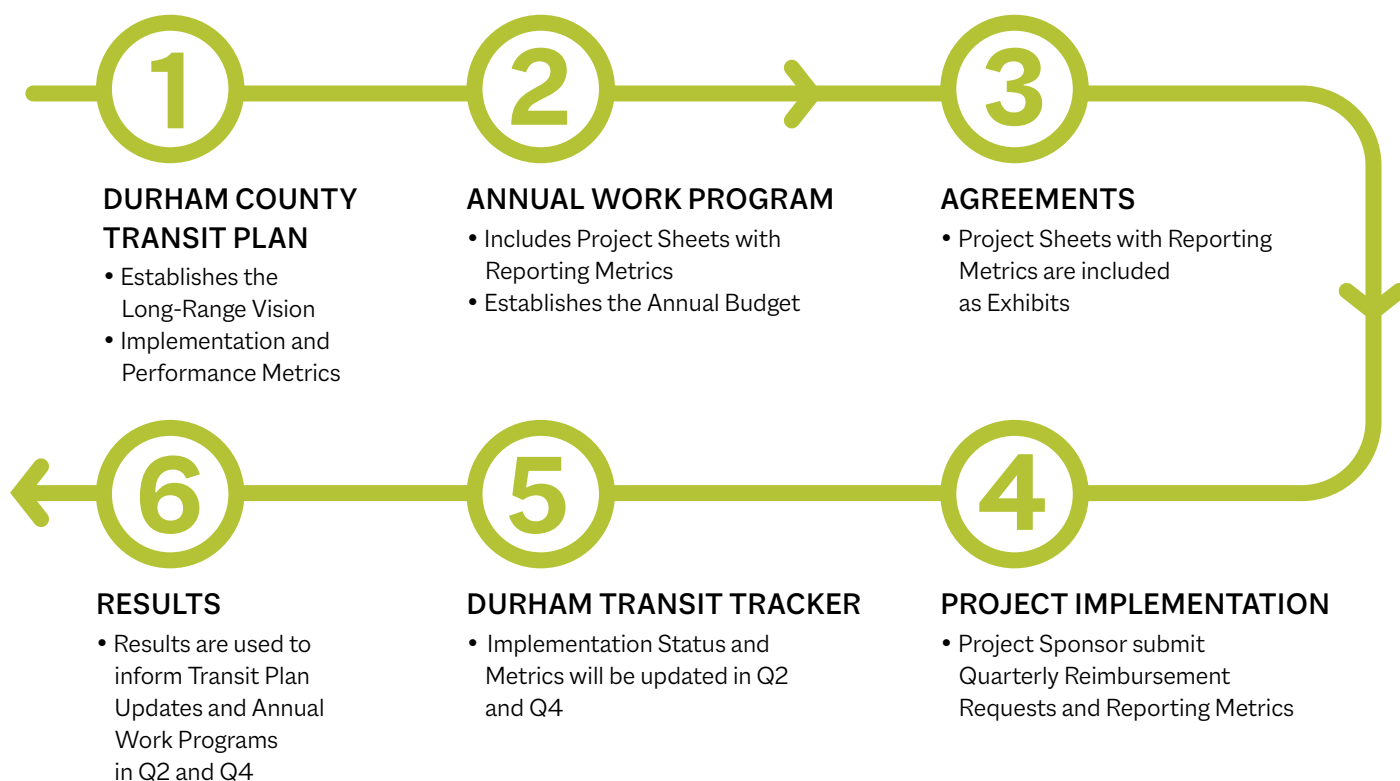 1
DURHAM COUNTY
TRANSIT PLAN
• Establishes the
Long-Range Vision
• Implementation and
Performance Metrics
2
ANNUAL WORK PROGRAM
• Includes Project Sheets with
Reporting Metrics
• Establishes the Annual Budget
3
AGREEMENTS
• Project Sheets with Reporting
Metrics are included
as Exhibits
4
PROJECT IMPLEMENTATION
• Project Sponsor submit
Quarterly Reimbursement
Requests and Reporting Metrics
5
DURHAM TRANSIT TRACKER
• Implementation Status and
Metrics will be updated in Q2
and Q4
6
RESULTS
• Results are used to
inform Transit Plan
Updates and Annual
Work Programs
in Q2 and Q4